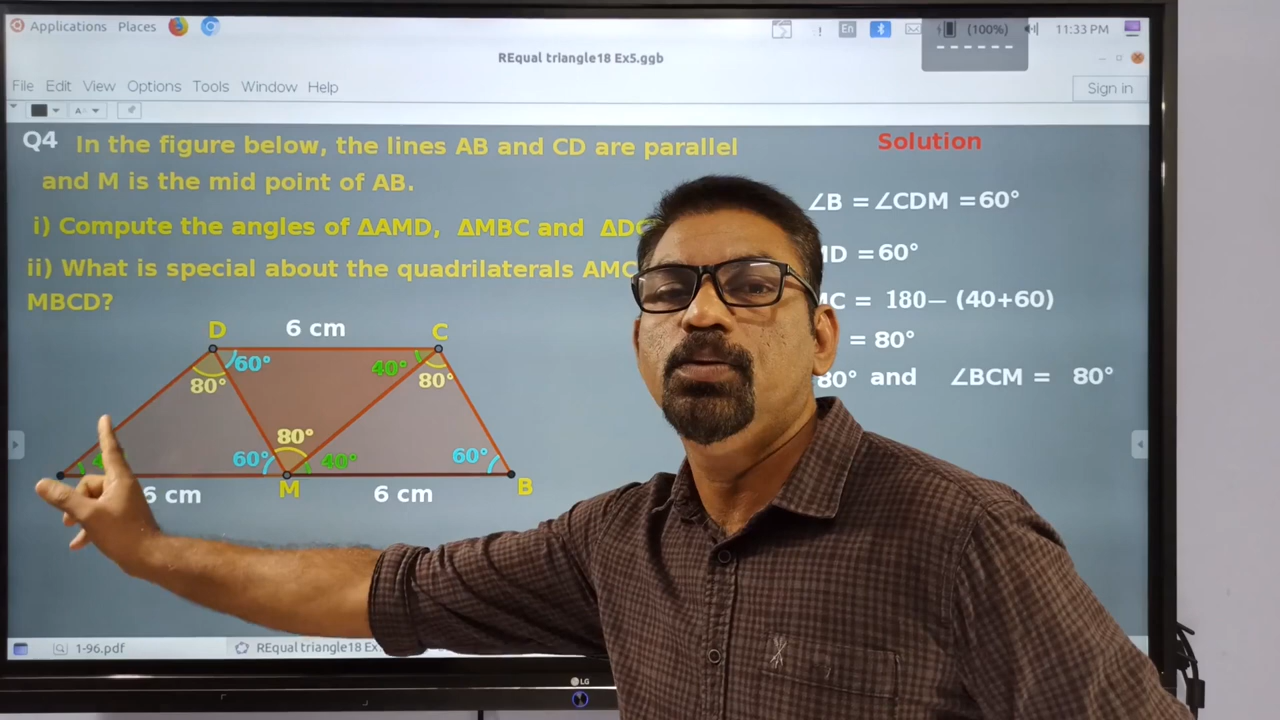 Applications Places En (100%) 11:33 PM
REqual triangle18 Ex5.ggb
File Edit View Options Tools Window Help Sign in
Q4 In the figure below, the lines AB and CD are parallel
and M is the mid point of AB.
i) Compute the angles of ΔAMD, ΔMBC and
ii) What is special about the quadrilaterals AMC
MBCD?
D 6 cm C
60° 40°
80° 80°
80°
60° 40° 60°
M B
6 cm 6 cm
Solution
∠B = ∠CDM = 60°
MD = 60°
MC = 180− (40+60)
= 80°
80° and ∠BCM = 80°
1-96.pdf REqual triangle18 Ex
LG